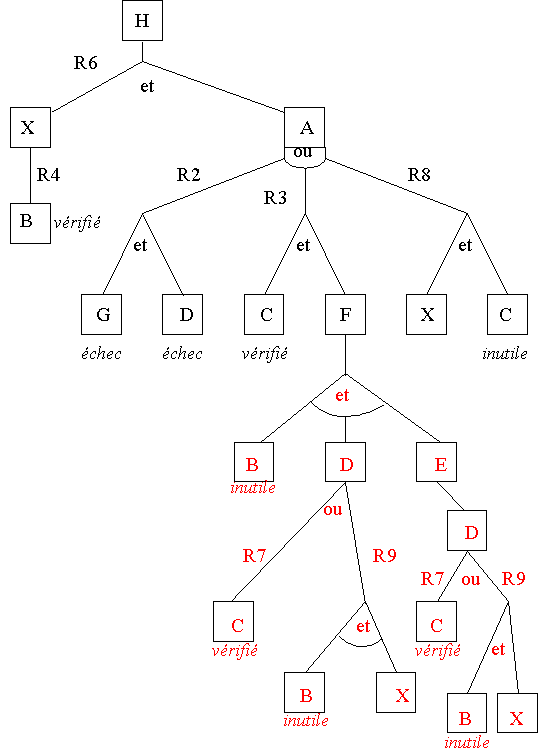 H
R6
et
X
A
ou
R4
R2
R3
R8
B vérifié
et
et
et
G
D
C
F
X
C
échec
échec
vérifié
inutile
et
B
D
E
inutile
ou
D
R7
R9
R7
ou
R9
C
et
C
vérifié
vérifié
et
B
X
B
X
inutile
inutile